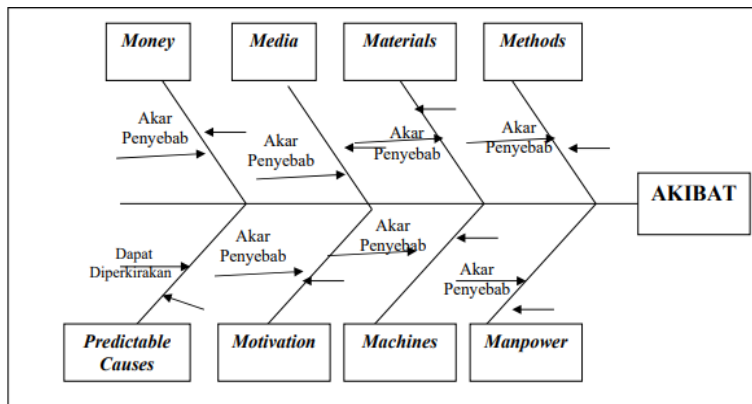 Money
Media
Materials
Methods
Akar
Penyebab
Akar
Penyebab
Akar
Penyebab
Akar
Penyebab
AKIBAT
Dapat
Diperkirakan
Akar
Penyebab
Akar
Penyebab
Akar
Penyebab
Predictable
Causes
Motivation
Machines
Manpower